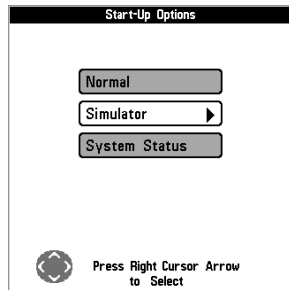 Start-Up Options
Normal
Simulator
System Status
Press Right Cursor Arrow
to Select